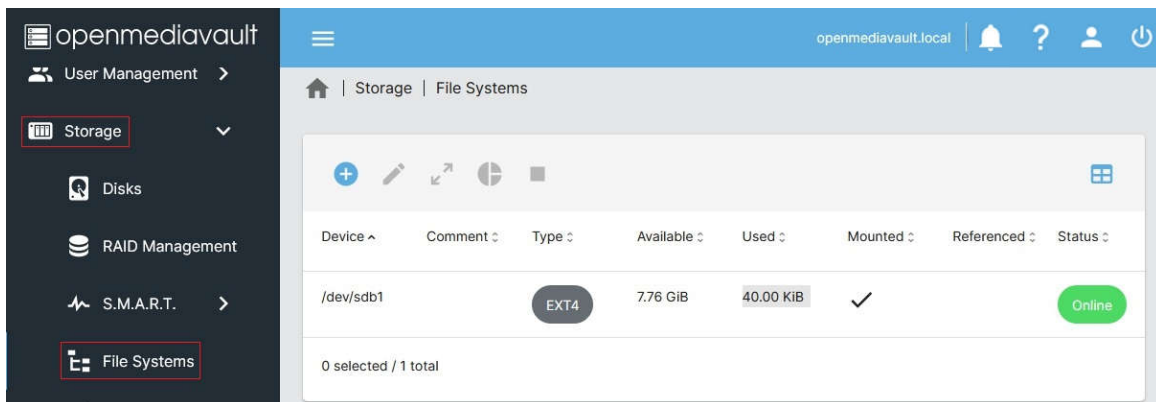 openmediavault
openmediavault.local
?
User Management
| Storage | File Systems
Storage
Disks
RAID Management
S.M.A.R.T.
File Systems
Device Comment Type Available Used Mounted Referenced Status
/dev/sdb1 EXT4 7.76 GiB 40.00 KiB Online
0 selected / 1 total